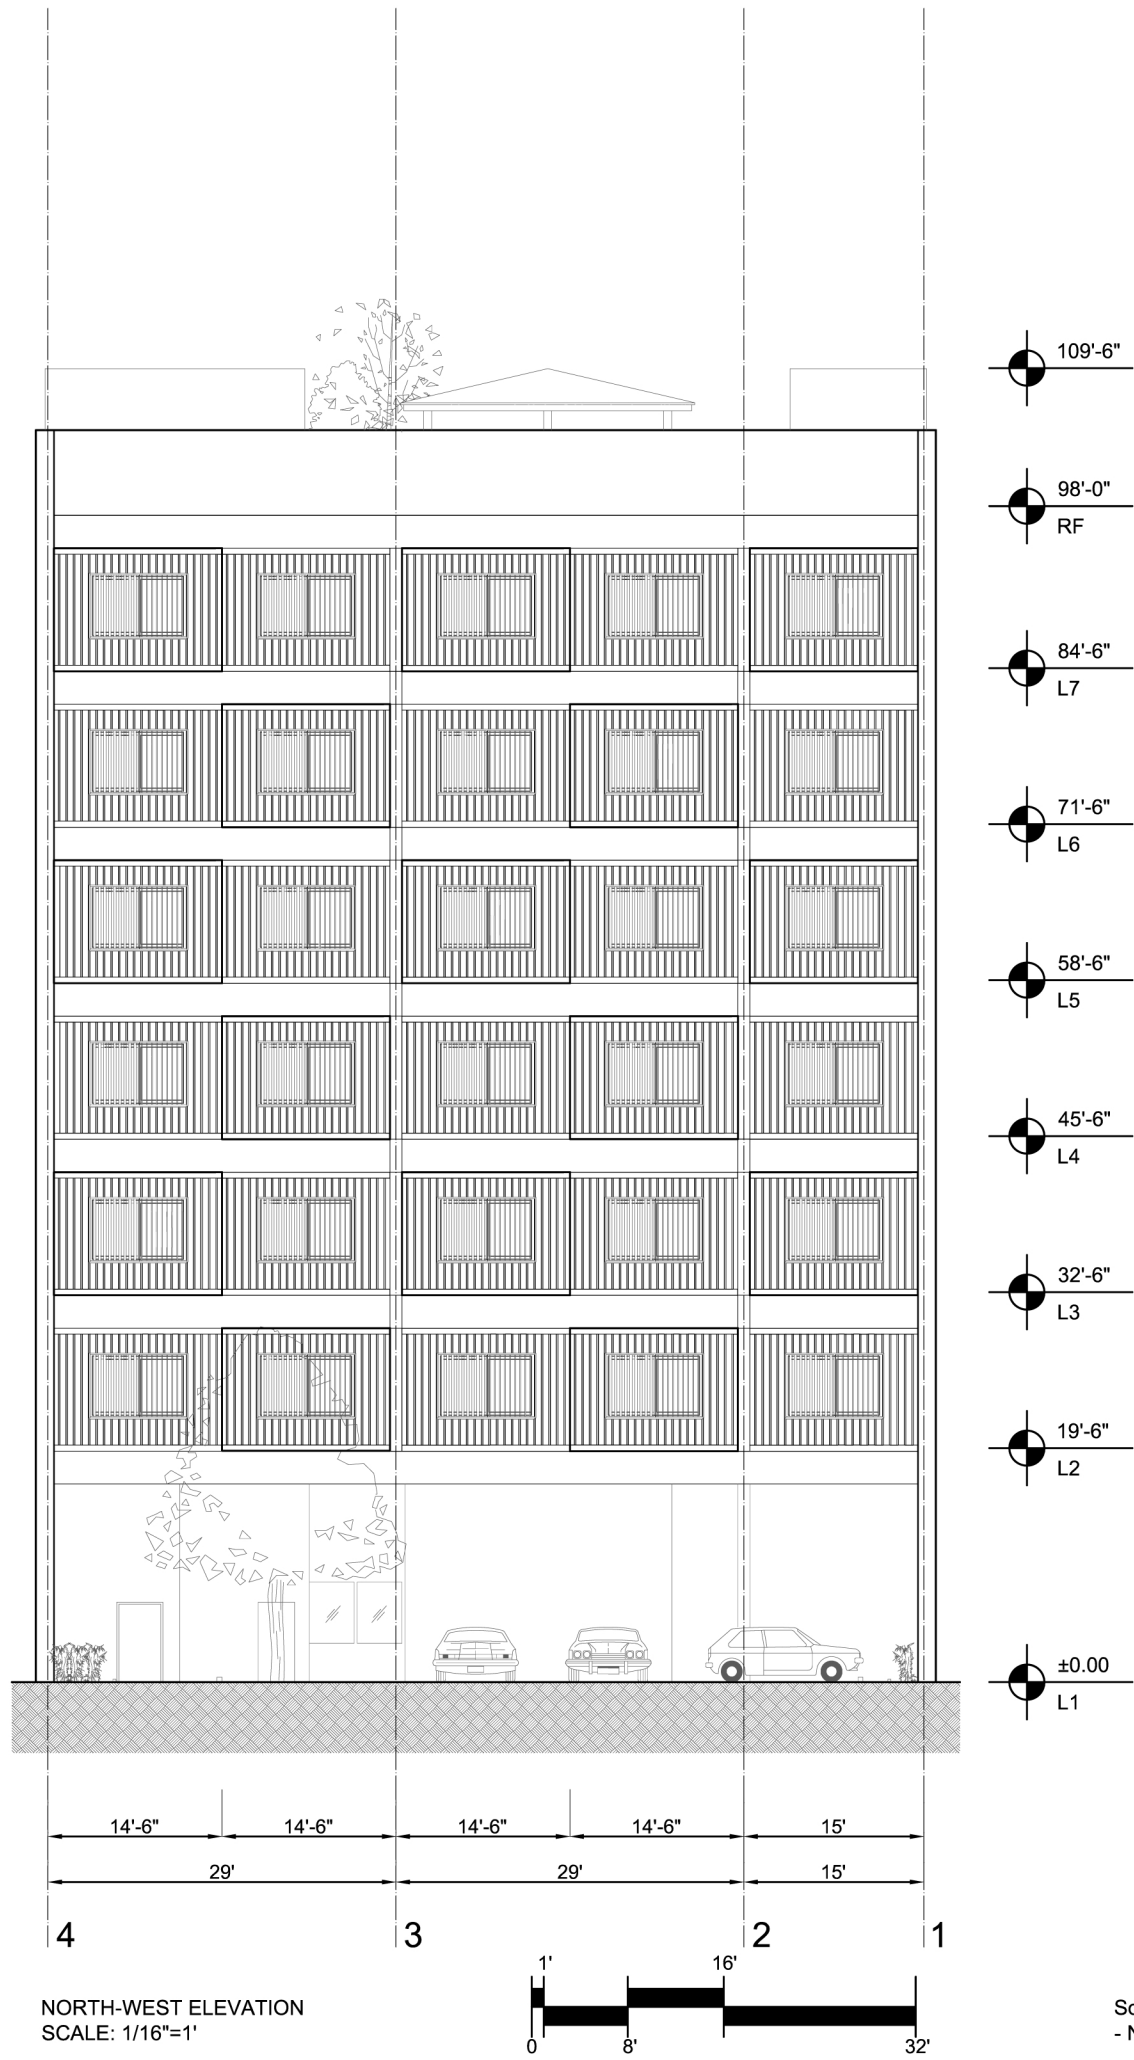 109'-6"
98'-0"
RF
84'-6"
L7
71'-6"
L6
58'-6"
L5
45'-6"
L4
32'-6"
L3
19'-6"
L2
±0.00
L1
14'-6" 14'-6" 14'-6" 14'-6" 15'
29' 29' 15'
4 3 2 1
1' 16'
NORTH-WEST ELEVATION
SCALE: 1/16"=1'
0 8' 32'